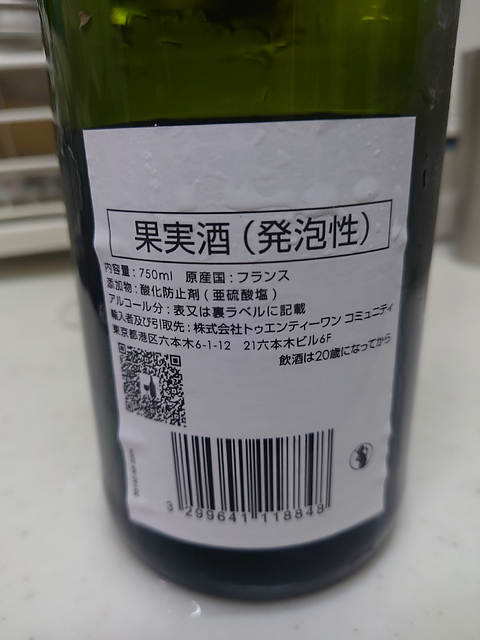 果実酒(発泡性)
内容量:750ml 原産国:フランス
添加物:酸化防止剤(亜硫酸塩)
アルコール分:表又は裏ラベルに記載
輸入者及び引取先:株式会社トゥエンティーワン コミュニティ
東京都港区六本木6-1-12 21六本木ビル6F
飲酒は20歳になってから
3 299641 118848